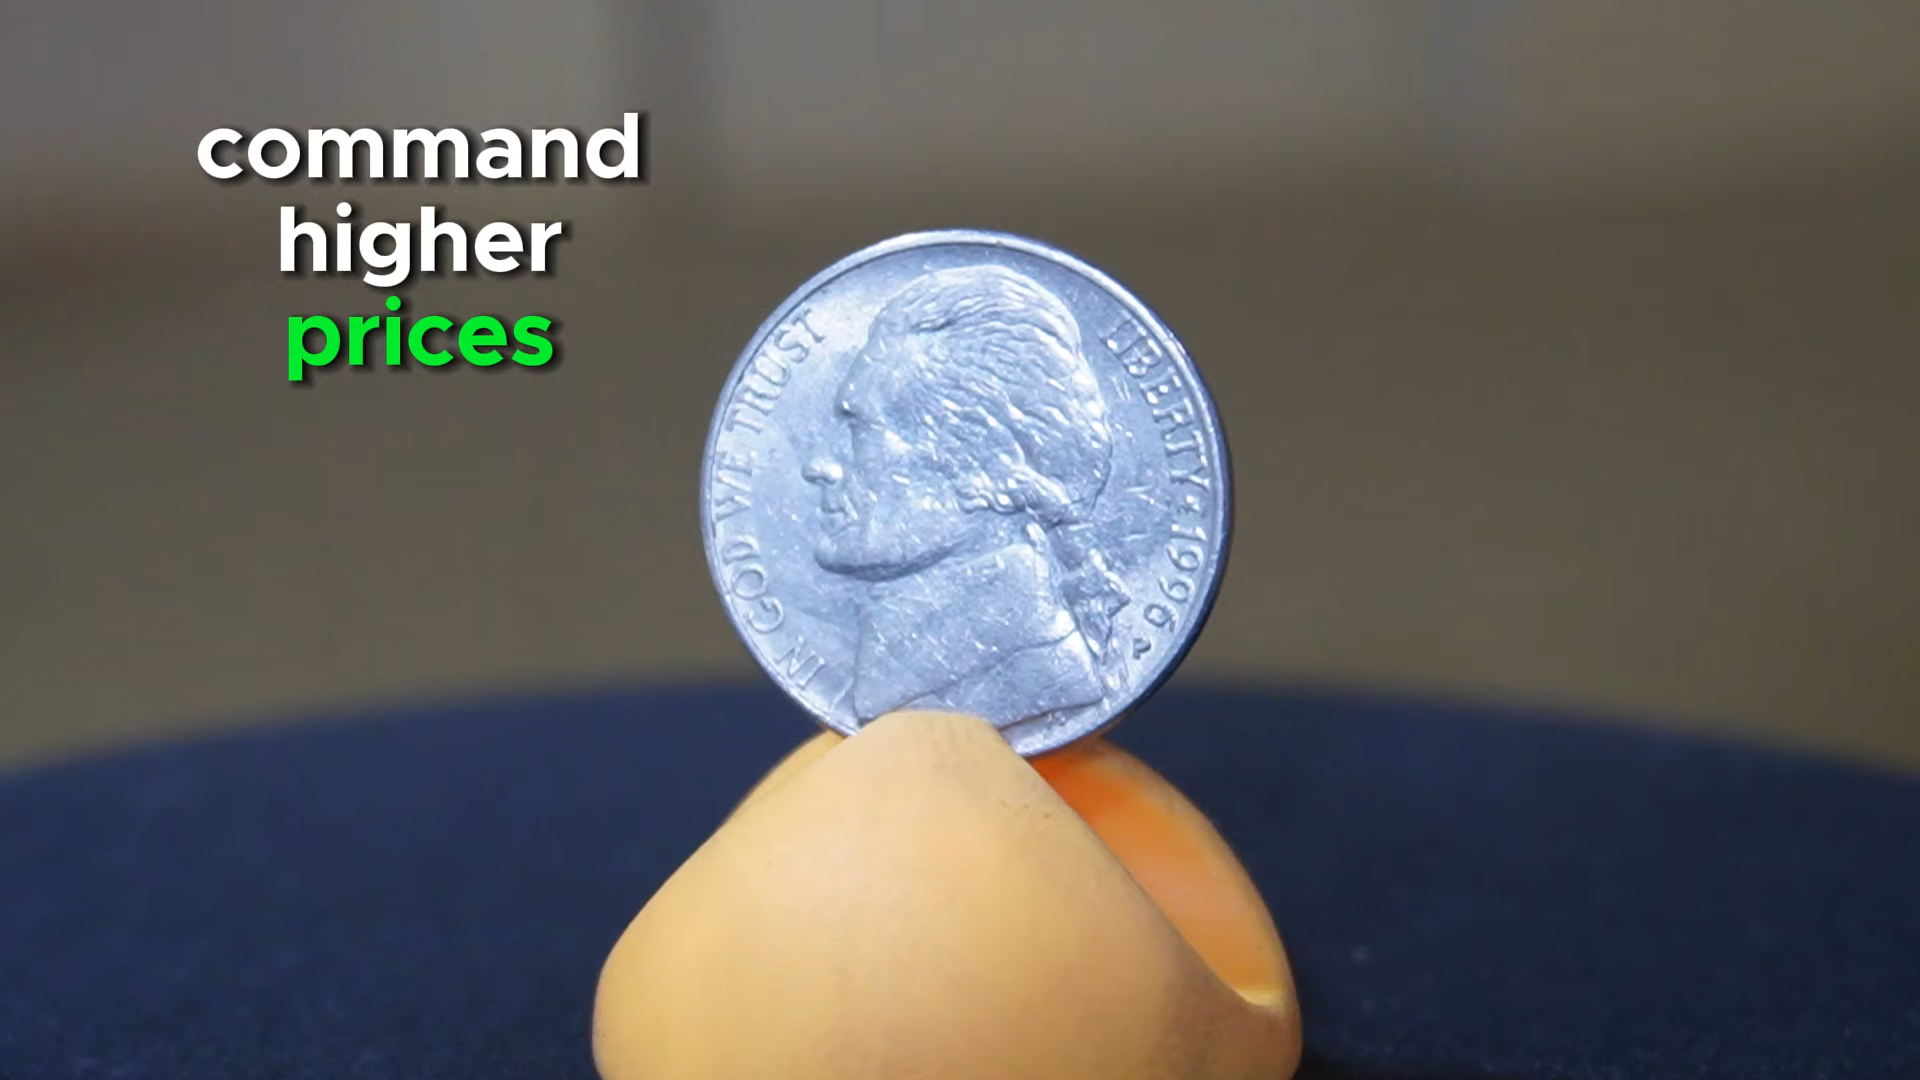 command
higher
prices
IN GOD WE TRUST
LIBERTY
1996
P